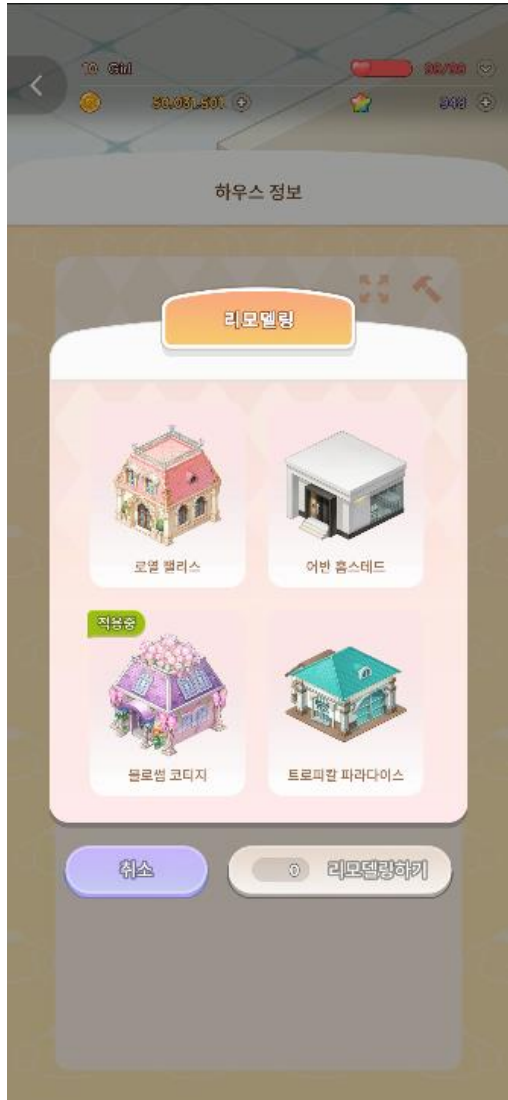 Girl
하우스 정보
리모델링
로열 팰리스
어반 홈스테드
적용중
블로썸 코티지
트로피칼 파라다이스
취소
0 리모델링하기